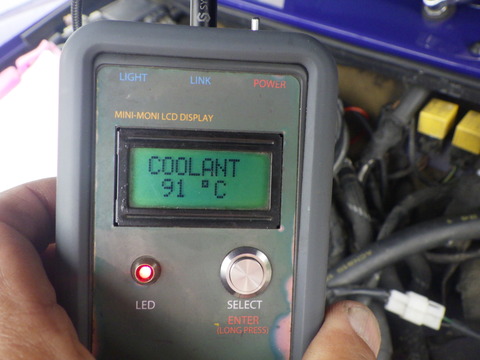 LIGHT LINK POWER
MINI-MONI LCD DISPLAY
COOLANT
91 °C
LED SELECT
ENTER
(LONG PRESS)